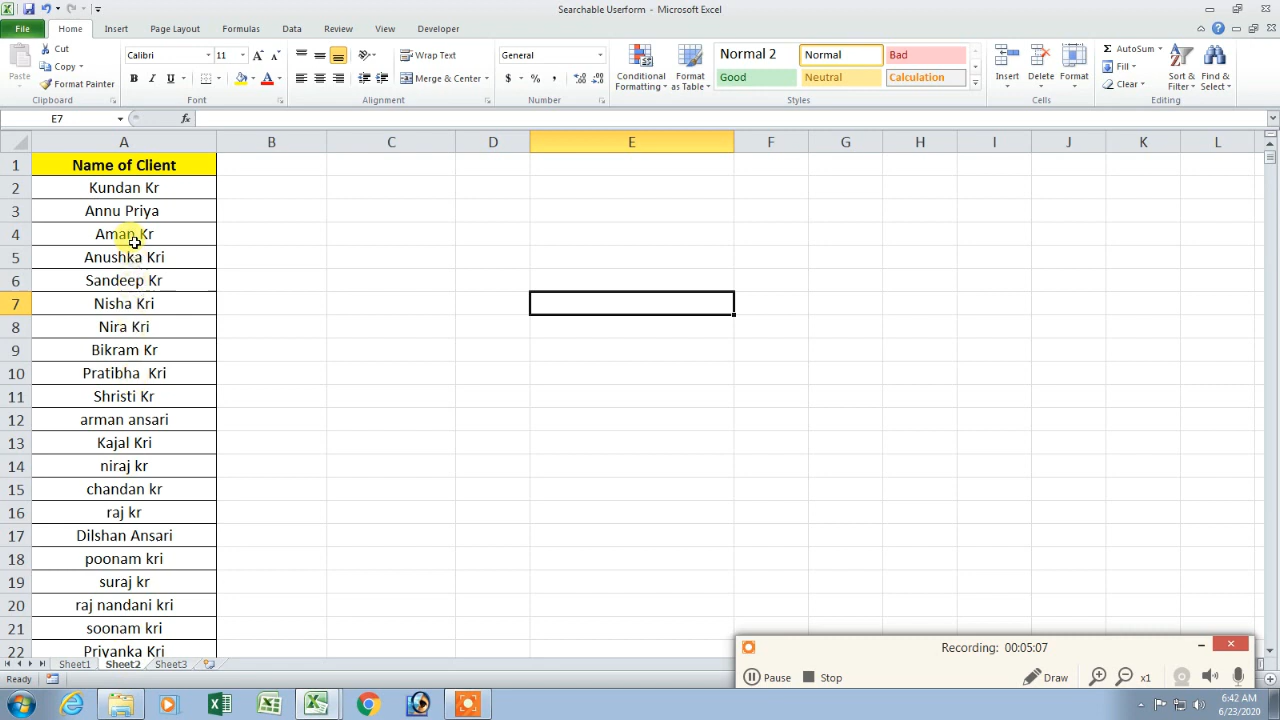 Searchable Userform - Microsoft Excel
File Home Insert Page Layout Formulas Data Review View Developer
Paste
Cut
Copy
Format Painter
Clipboard
Calibri 11
B I U
Font
Wrap Text
Merge & Center
Alignment
General
$ % ,
Number
Conditional Formatting
Format as Table
Normal 2 Normal Bad
Good Neutral Calculation
Styles
Insert Delete Format
Cells
AutoSum
Fill
Clear
Sort & Filter
Find & Select
Editing
E7 fx
A B C D E F G H I J K L
1 Name of Client
2 Kundan Kr
3 Annu Priya
4 Aman Kr
5 Anushka Kri
6 Sandeep Kr
7 Nisha Kri
8 Nira Kri
9 Bikram Kr
10 Pratibha  Kri
11 Shristi Kr
12 arman ansari
13 Kajal Kri
14 niraj kr
15 chandan kr
16 raj kr
17 Dilshan Ansari
18 poonam kri
19 suraj kr
20 raj nandani kri
21 soonam kri
22 Priyanka Kri
Sheet1 Sheet2 Sheet3
Ready
Recording: 00:05:07
Pause Stop Draw x1
6:42 AM
6/23/2020